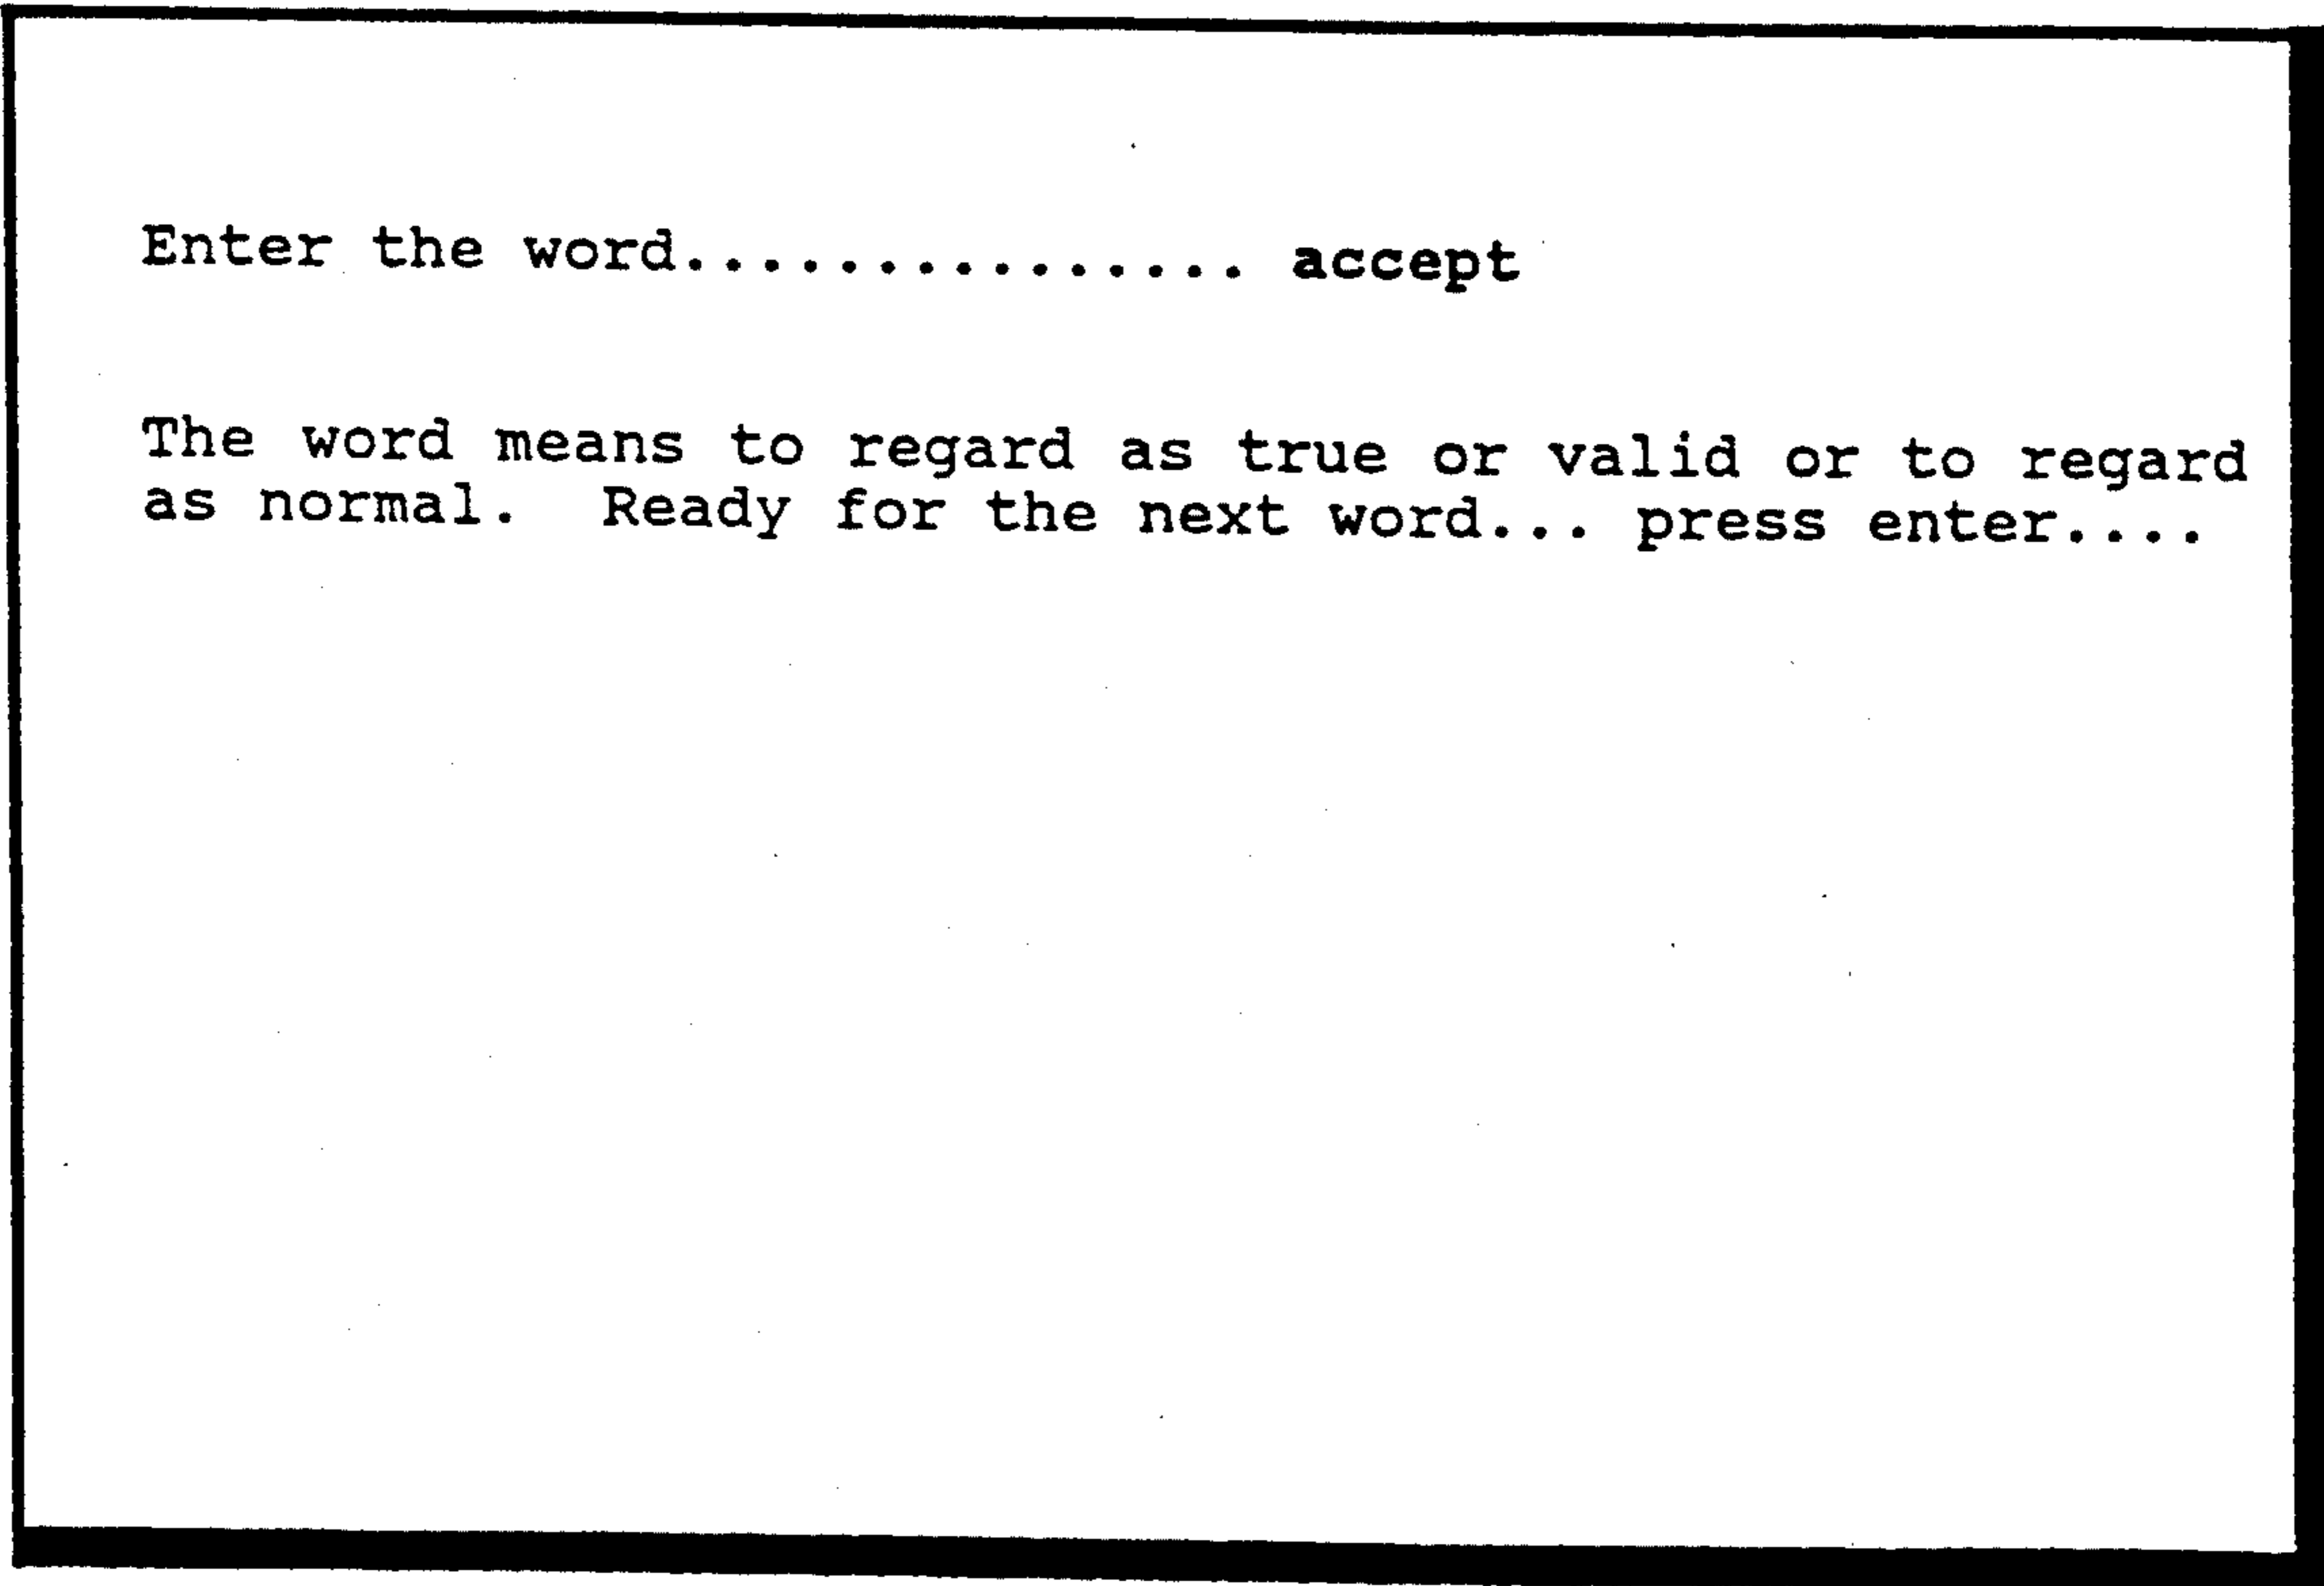 Enter the word............... accept
The word means to regard as true or valid or to regard
as normal.  Ready for the next word... press enter....